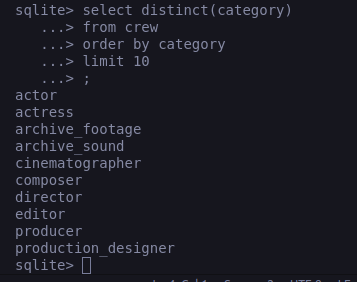 sqlite> select distinct(category)
   ...> from crew
   ...> order by category
   ...> limit 10
   ...> ;
actor
actress
archive_footage
archive_sound
cinematographer
composer
director
editor
producer
production_designer
sqlite>